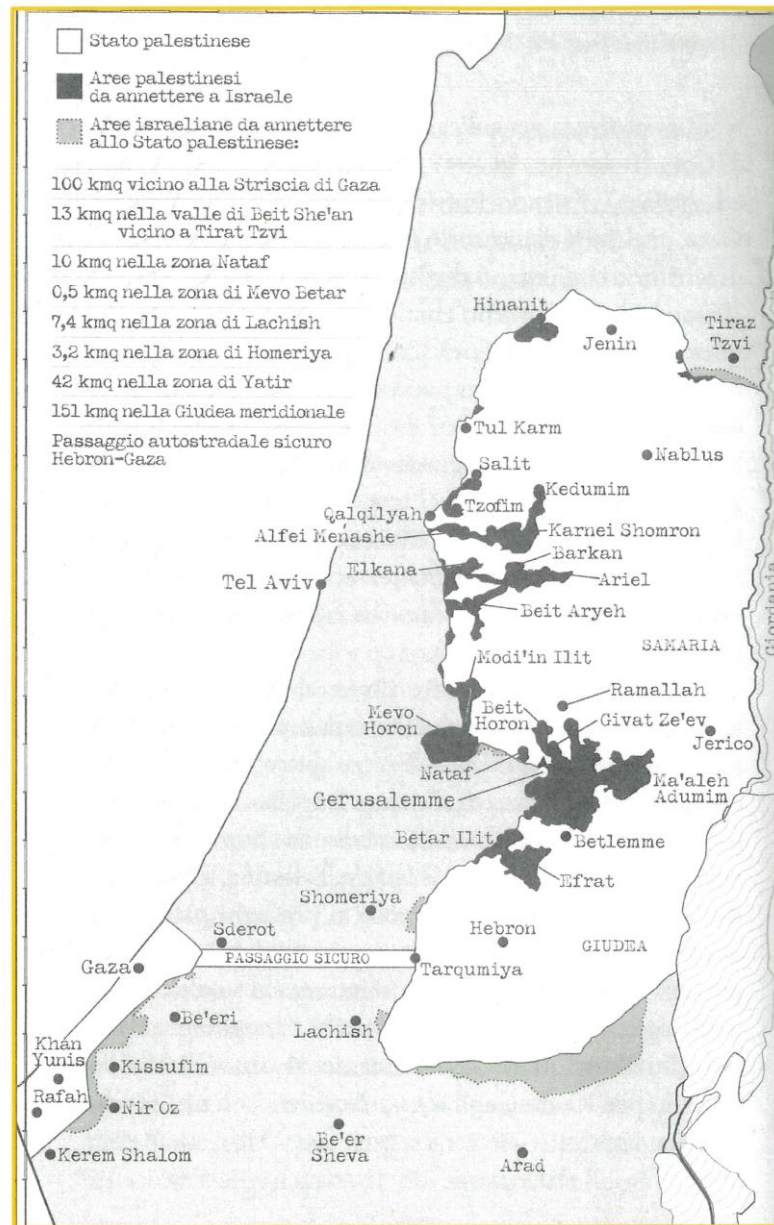 Stato palestinese
Aree palestinesi
da annettere a Israele
Aree israeliane da annettere
allo Stato palestinese:
100 kmq vicino alla Striscia di Gaza
13 kmq nella valle di Beit She'an
vicino a Tirat Tzvi
10 kmq nella zona Nataf
0,5 kmq nella zona di Mevo Betar
7,4 kmq nella zona di Lachish
3,2 kmq nella zona di Homeriya
42 kmq nella zona di Yatir
151 kmq nella Giudea meridionale
Passaggio autostradale sicuro
Hebron-Gaza
Hinanit
Jenin
Tiraz
Tzvi
Tul Karm
Nablus
Salit
Kedumim
Tzofim
Qalqilyah
Karnei Shomron
Alfei Menashe
Barkan
Elkana
Ariel
Tel Aviv
Beit Aryeh
Giordania
SAMARIA
Modi'in Ilit
Ramallah
Beit
Horon
Givat Ze'ev
Mevo
Horon
Jerico
Nataf
Gerusalemme
Ma'aleh
Adumim
Betar Ilit
Betlemme
Efrat
Shomeriya
Sderot
Hebron
GIUDEA
PASSAGGIO SICURO
Gaza
Tarqumiya
Be'eri
Lachish
Khan
Yunis
Kissufim
Rafah
Nir Oz
Be'er
Sheva
Kerem Shalom
Arad